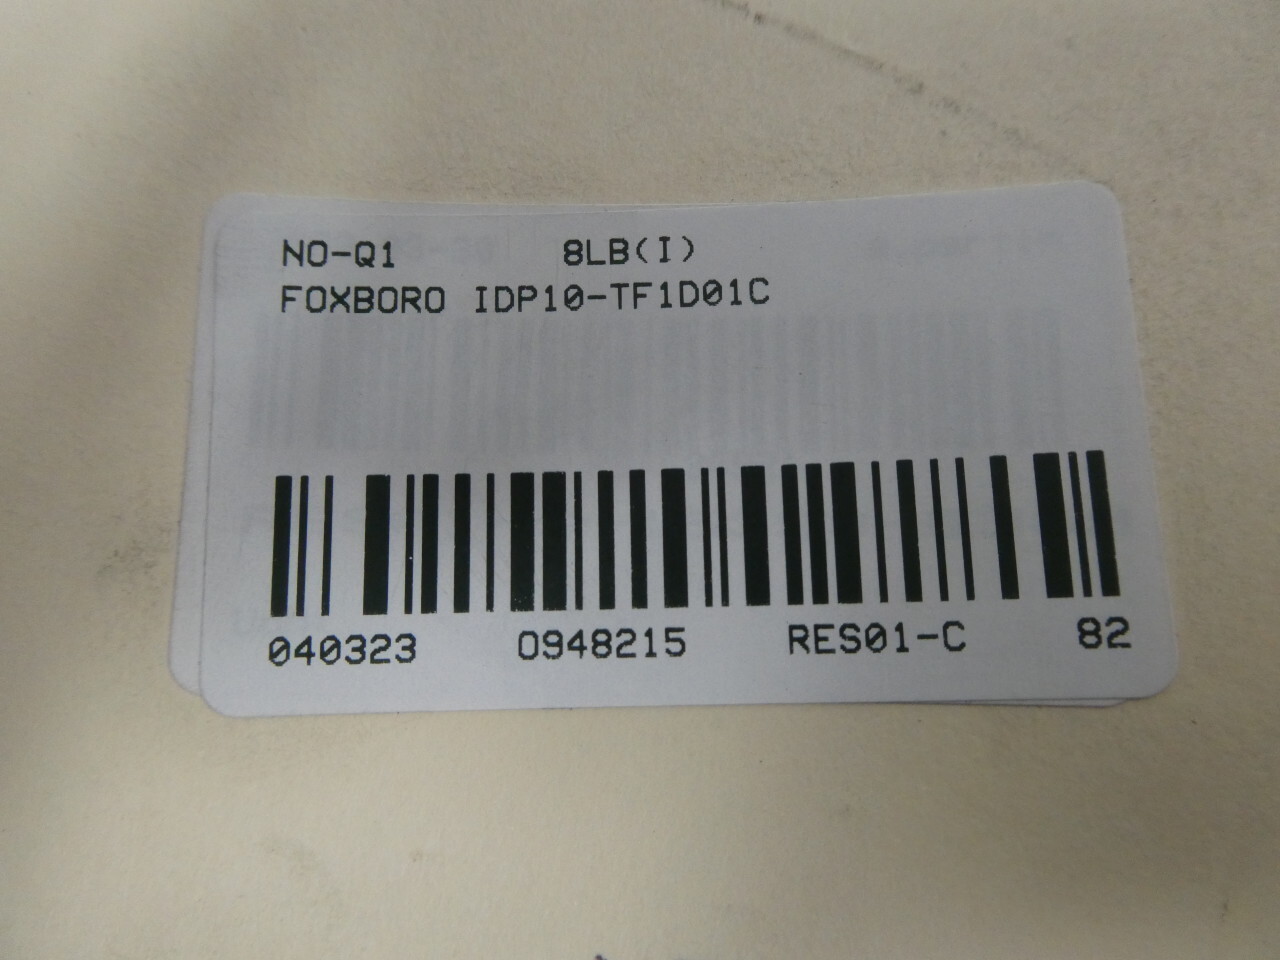 NO-Q1 8LB(I)
FOXBORO IDP10-TF1D01C
040323 0948215 RES01-C 82